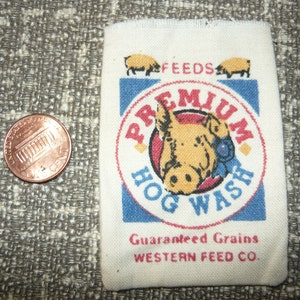 FEEDS
PREMIUM
HOG WASH
Guaranteed Grains
WESTERN FEED CO.